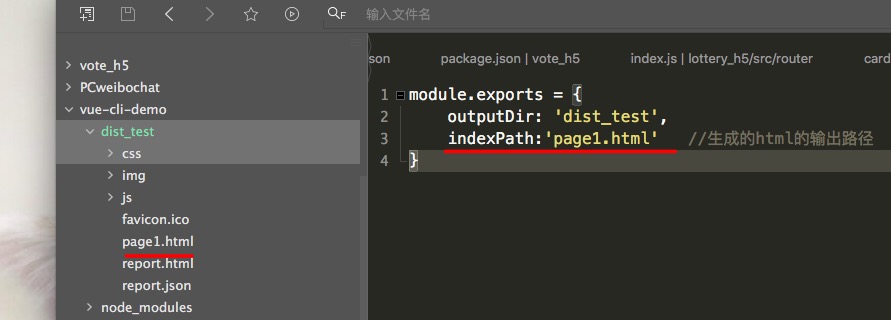 输入文件名
son
package.json | vote_h5
index.js | lottery_h5/src/router
card
vote_h5
PCweibochat
vue-cli-demo
dist_test
css
img
js
favicon.ico
page1.html
report.html
report.json
node_modules
1 module.exports = {
2 outputDir: 'dist_test',
3 indexPath:'page1.html' //生成的html的输出路径
4 }